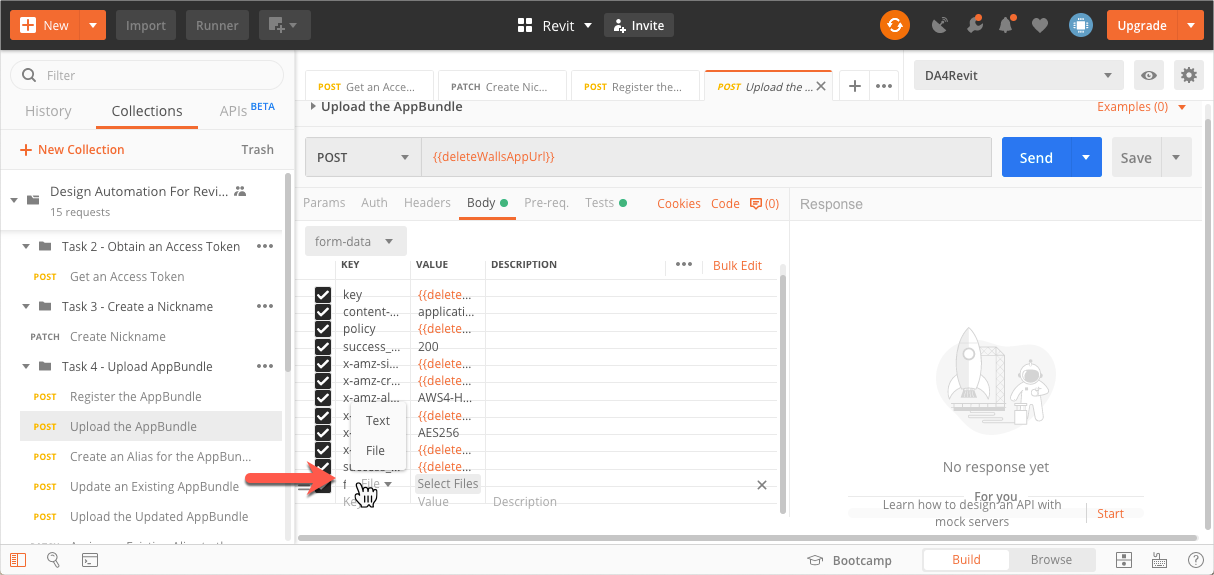 New
Import
Runner
Revit
Invite
Upgrade
Filter
History
Collections
APIs BETA
New Collection
Trash
Design Automation For Revi...
15 requests
Task 2 - Obtain an Access Token
POST Get an Access Token
Task 3 - Create a Nickname
PATCH Create Nickname
Task 4 - Upload AppBundle
POST Register the AppBundle
POST Upload the AppBundle
POST Create an Alias for the AppBun...
POST Update an Existing AppBundle
POST Upload the Updated AppBundle
POST Get an Acce...
PATCH Create Nic...
POST Register the...
POST Upload the ...
DA4Revit
Upload the AppBundle
Examples (0)
POST
{{deleteWallsAppUrl}}
Send
Save
Params
Auth
Headers
Body
Pre-req.
Tests
Cookies
Code
(0)
Response
form-data
KEY VALUE DESCRIPTION
Bulk Edit
key {{delete...
content-... applicati...
policy {{delete...
success_... 200
x-amz-si... {{delete...
x-amz-cr... {{delete...
x-amz-al... AWS4-H...
x- {{delete...
x- AES256
x- {{delete...
success_... {{delete...
f File Select Files
Key Value Description
Text
File
No response yet
For you
Learn how to design an API with
mock servers
Start
Bootcamp
Build
Browse